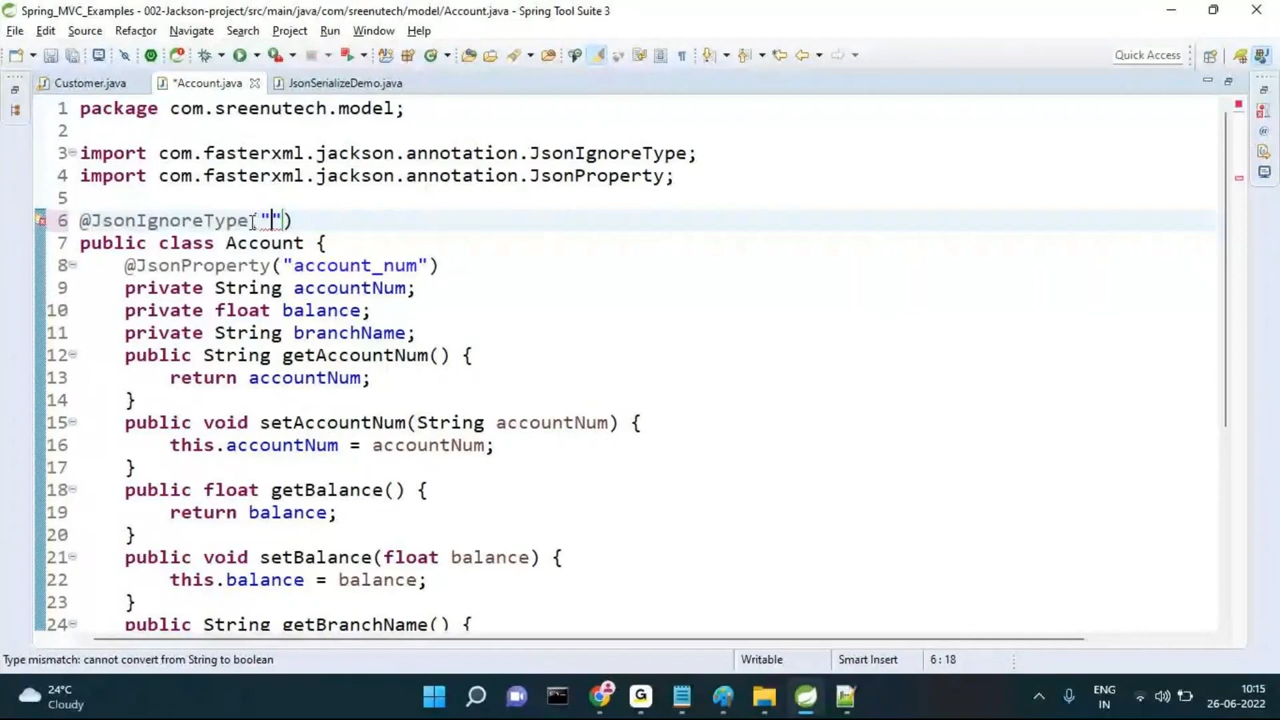 Spring_MVC_Examples - 002-Jackson-project/src/main/java/com/sreenutech/model/Account.java - Spring Tool Suite 3
File Edit Source Refactor Navigate Search Project Run Window Help
Quick Access
Customer.java *Account.java JsonSerializeDemo.java
1 package com.sreenutech.model;
2
3 import com.fasterxml.jackson.annotation.JsonIgnoreType;
4 import com.fasterxml.jackson.annotation.JsonProperty;
5
6 @JsonIgnoreType("")
7 public class Account {
8 @JsonProperty("account_num")
9 private String accountNum;
10 private float balance;
11 private String branchName;
12 public String getAccountNum() {
13 return accountNum;
14 }
15 public void setAccountNum(String accountNum) {
16 this.accountNum = accountNum;
17 }
18 public float getBalance() {
19 return balance;
20 }
21 public void setBalance(float balance) {
22 this.balance = balance;
23 }
24 public String getBranchName() {
Type mismatch: cannot convert from String to boolean Writable Smart Insert 6 : 18
24°C
Cloudy
ENG
IN
10:15
26-06-2022